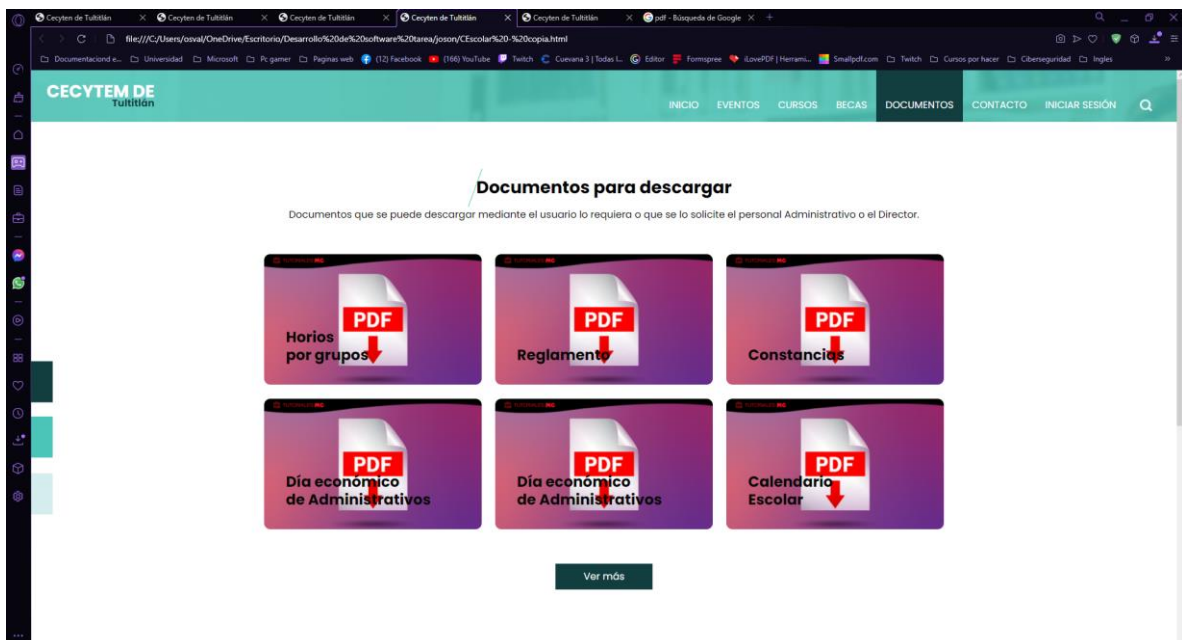 Cecyten de Tultitlán
Cecyten de Tultitlán
Cecyten de Tultitlán
Cecyten de Tultitlán
Cecyten de Tultitlán
pdf - Búsqueda de Google
file:///C:/Users/osval/OneDrive/Escritorio/Desarrollo%20de%20software%20tarea/joson/CEscolar%20-%20copia.html
Documentaciond e... Universidad Microsoft Pc gamer Paginas web (12) Facebook (166) YouTube Twitch Cuevana 3 | Todas L... Editor Formspree iLovePDF | Herrami... Smallpdf.com Twitch Cursos por hacer Ciberseguridad Ingles
CECYTEM DE
Tultitlán
INICIO EVENTOS CURSOS BECAS DOCUMENTOS CONTACTO INICIAR SESIÓN
Documentos para descargar
Documentos que se puede descargar mediante el usuario lo requiera o que se lo solicite el personal Administrativo o el Director.
PDF
Horios
por grupos
PDF
Reglamento
PDF
Constancias
PDF
Día económico
de Administrativos
PDF
Día económico
de Administrativos
PDF
Calendario
Escolar
Ver más